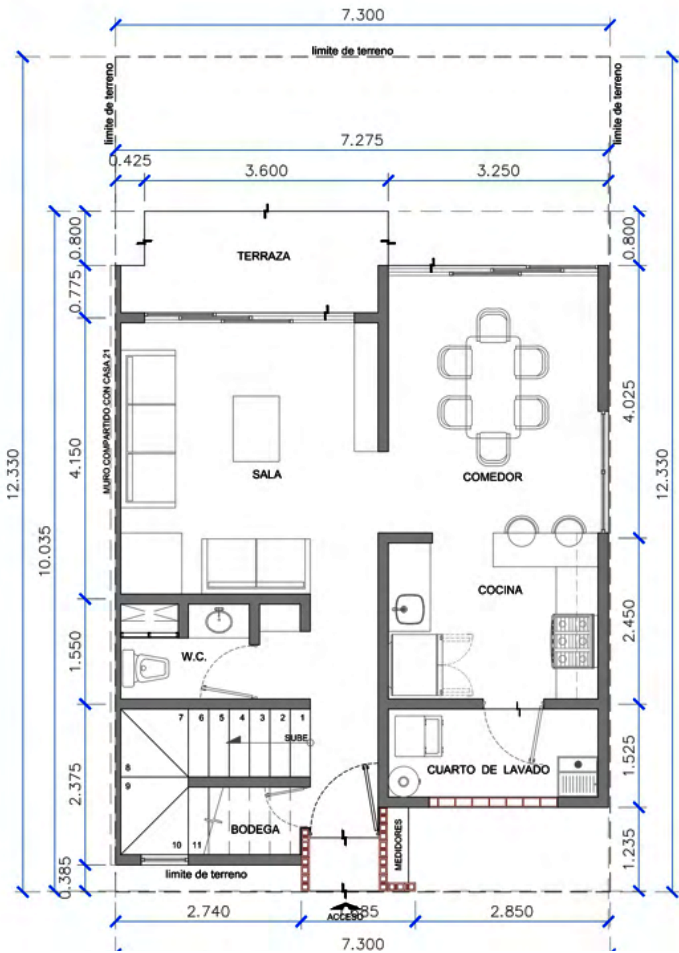 7.300
limite de terreno
limite de terreno
limite de terreno
7.275
0.425
3.600
3.250
0.800
TERRAZA
0.800
0.775
MURO COMPARTIDO CON CASA 21
4.150
12.330
10.035
SALA
COMEDOR
4.025
12.330
COCINA
2.450
1.550
W.C.
7 6 5 4 3 2 1
SUBE
8
9
2.375
CUARTO DE LAVADO
1.525
BODEGA
10 11
MEDIDORES
1.235
0.385
limite de terreno
2.740
.685
2.850
ACCESO
7.300